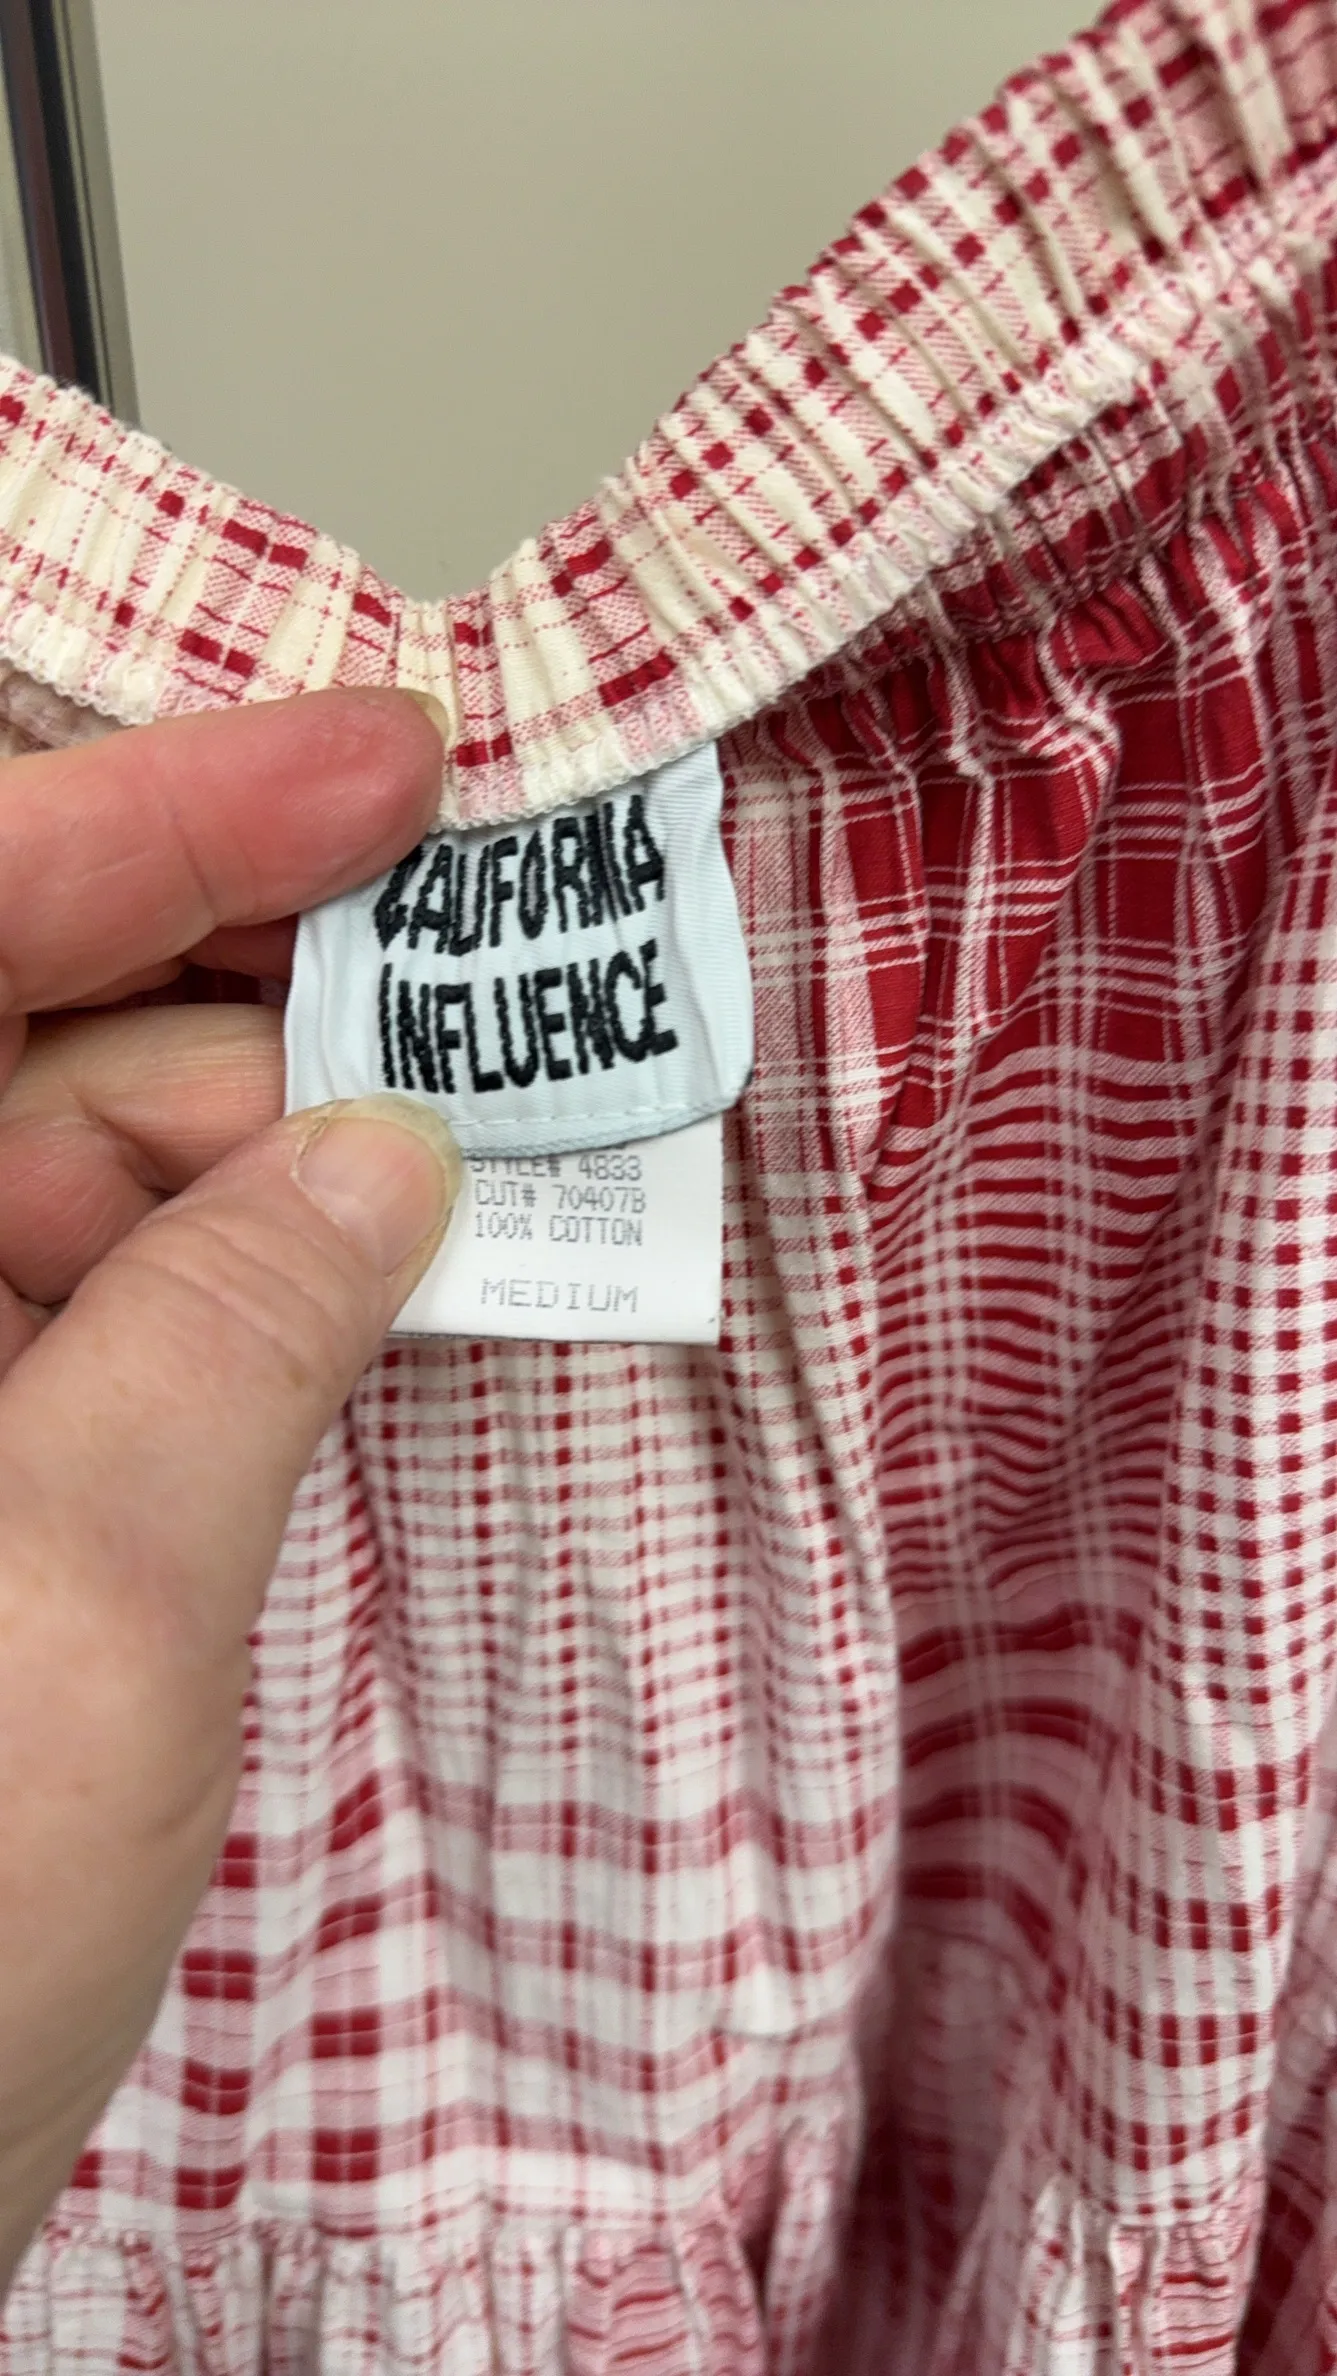 CALIFORNIA
INFLUENCE
STYLE# 4833
CUT# 70407B
100% COTTON
MEDIUM